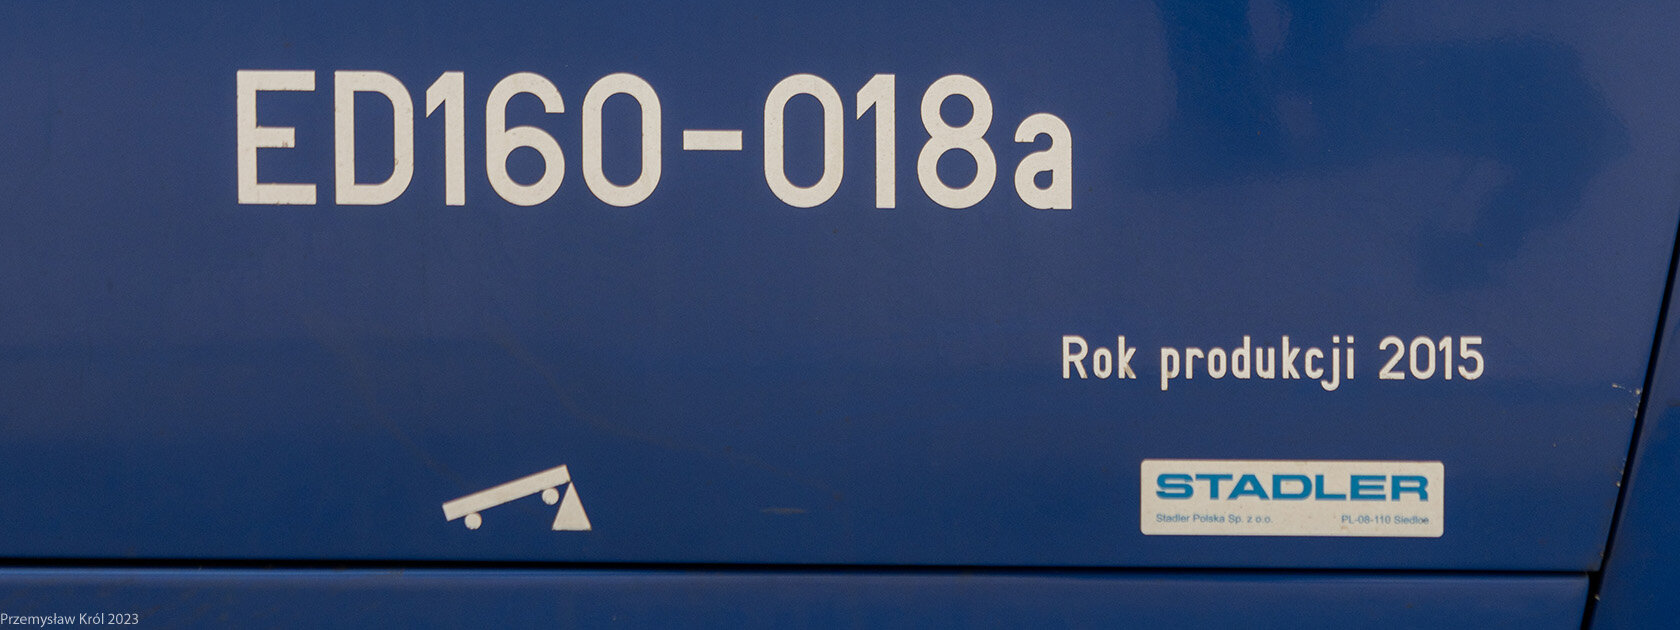 ED160-018a
Rok produkcji 2015
STADLER
Stadler Polska Sp. z o.o. PL-08-110 Siedlce
Przemysław Król 2023